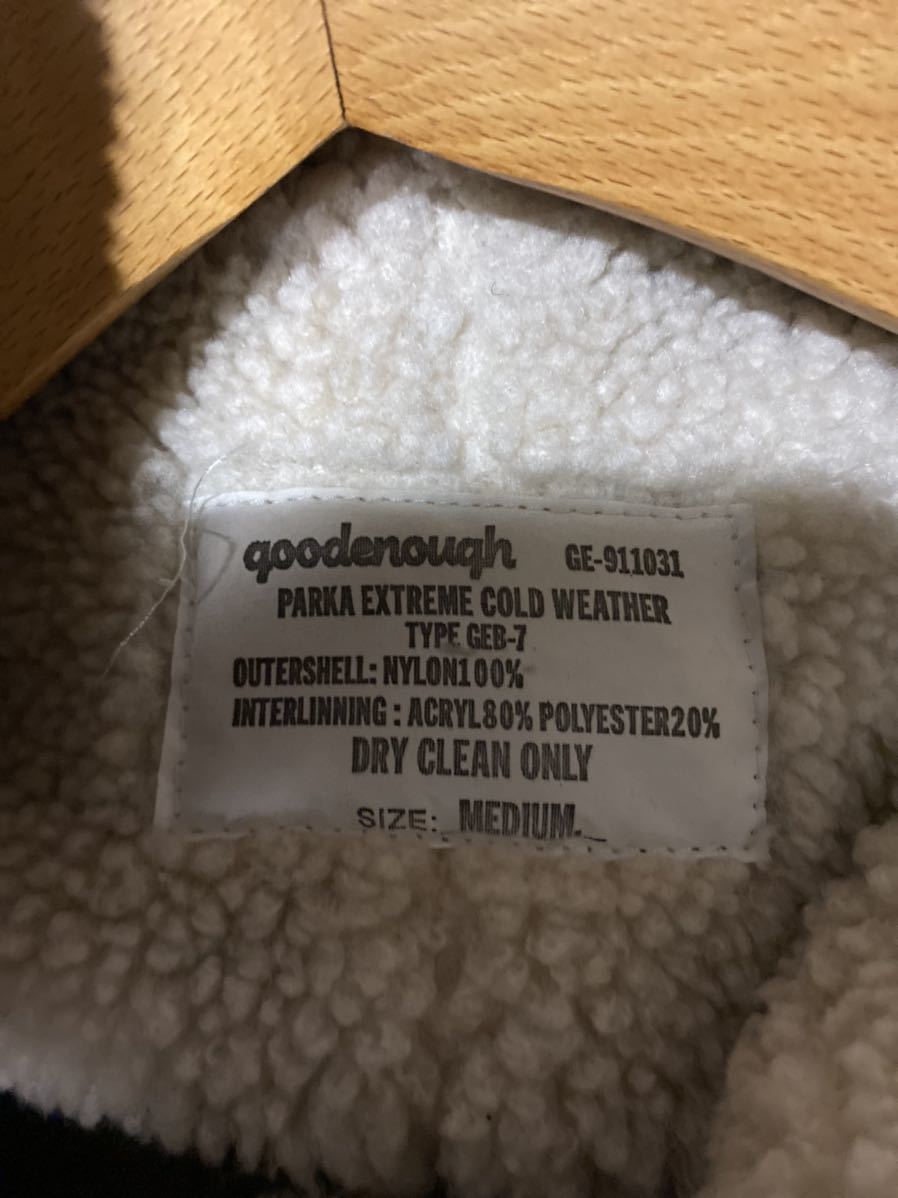 goodenough GE-911031
PARKA EXTREME COLD WEATHER
TYPE GEB-7
OUTERSHELL: NYLON100%
INTERLINNING : ACRYL80% POLYESTER20%
DRY CLEAN ONLY
SIZE: MEDIUM.